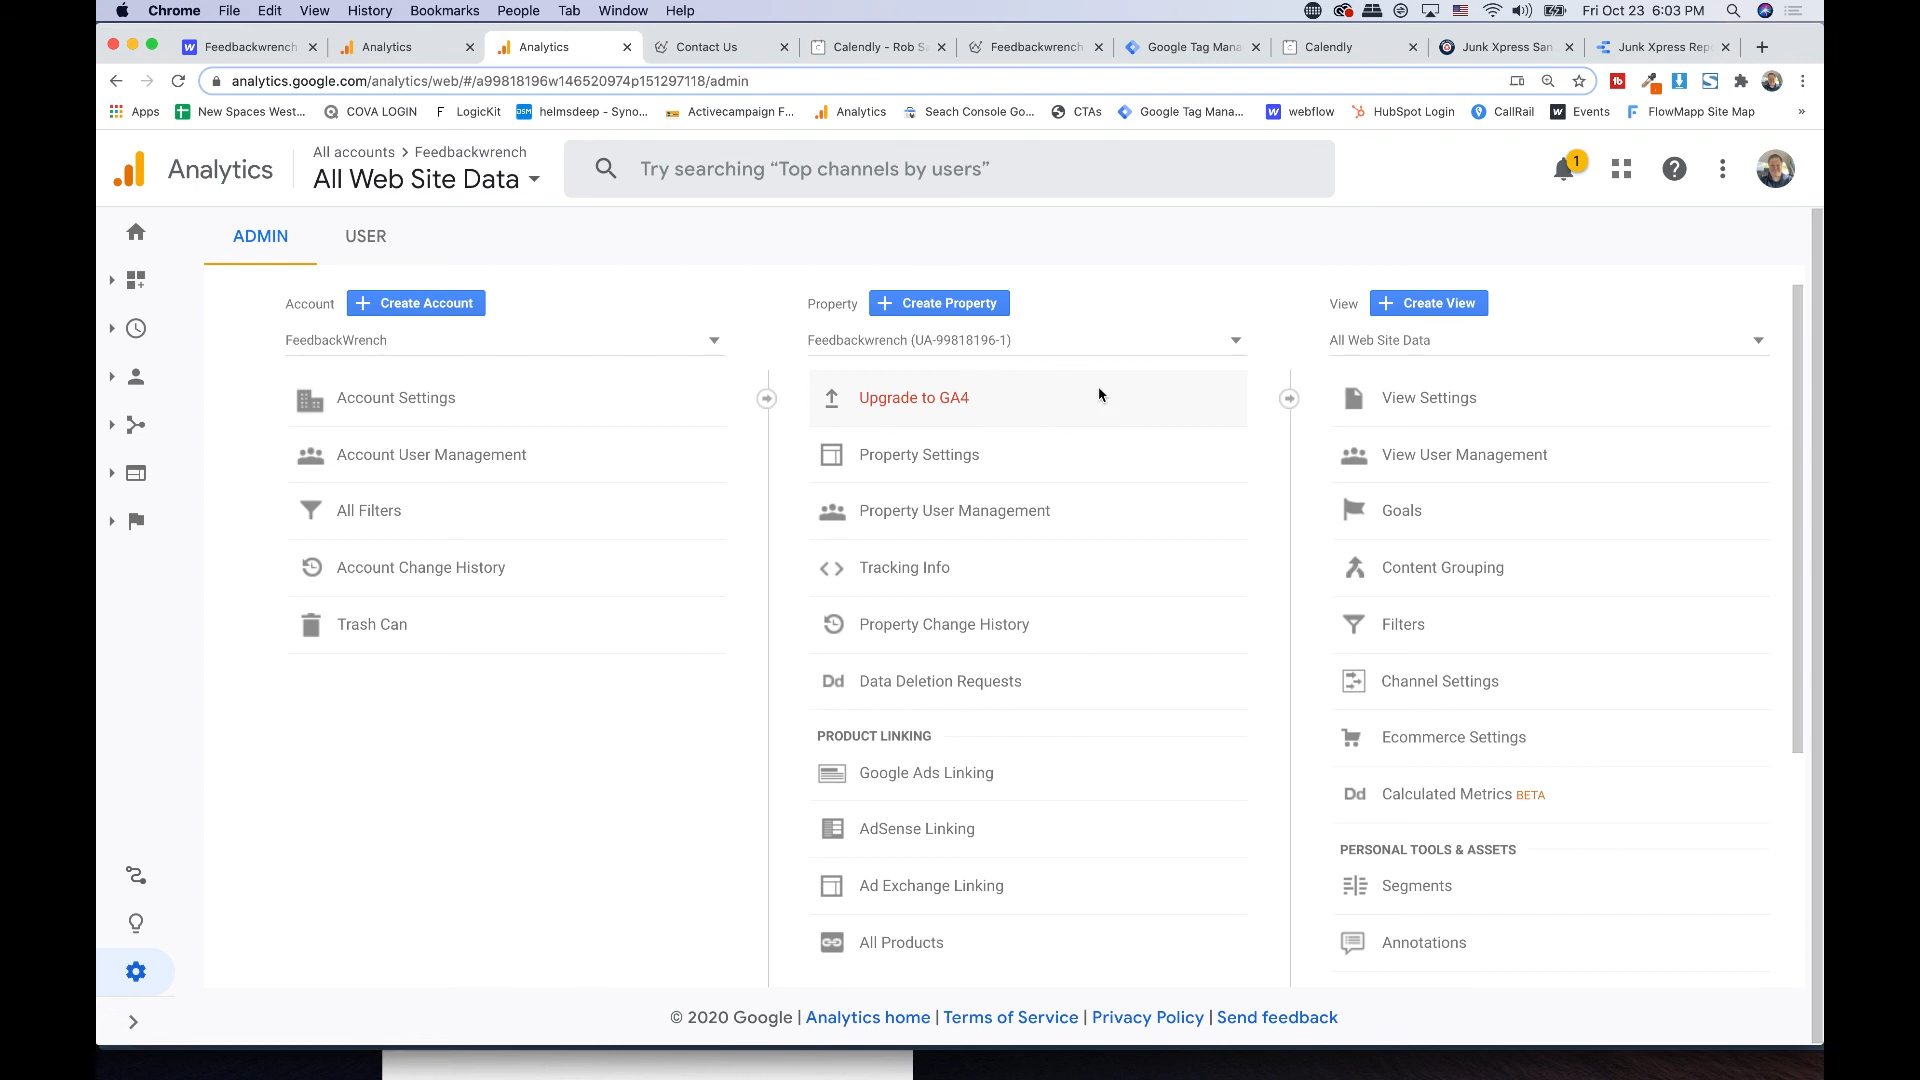 Chrome File Edit View History Bookmarks People Tab Window Help
Fri Oct 23 6:03 PM
Feedbackwrench
Analytics
Analytics
Contact Us
Calendly - Rob S
Feedbackwrench
Google Tag Mana
Calendly
Junk Xpress San
Junk Xpress Rep
analytics.google.com/analytics/web/#/a99818196w146520974p151297118/admin
Apps
New Spaces West...
COVA LOGIN
LogicKit
helmsdeep - Syno...
Activecampaign F...
Analytics
Seach Console Go...
CTAs
Google Tag Mana...
webflow
HubSpot Login
CallRail
Events
FlowMapp Site Map
»
Analytics
All accounts > Feedbackwrench
All Web Site Data
Try searching “Top channels by users”
1
ADMIN
USER
Account
+ Create Account
FeedbackWrench
Account Settings
Account User Management
All Filters
Account Change History
Trash Can
Property
+ Create Property
Feedbackwrench (UA-99818196-1)
Upgrade to GA4
Property Settings
Property User Management
Tracking Info
Property Change History
Dd Data Deletion Requests
PRODUCT LINKING
Google Ads Linking
AdSense Linking
Ad Exchange Linking
All Products
View
+ Create View
All Web Site Data
View Settings
View User Management
Goals
Content Grouping
Filters
Channel Settings
Ecommerce Settings
Dd Calculated Metrics BETA
PERSONAL TOOLS & ASSETS
Segments
Annotations
© 2020 Google | Analytics home | Terms of Service | Privacy Policy | Send feedback